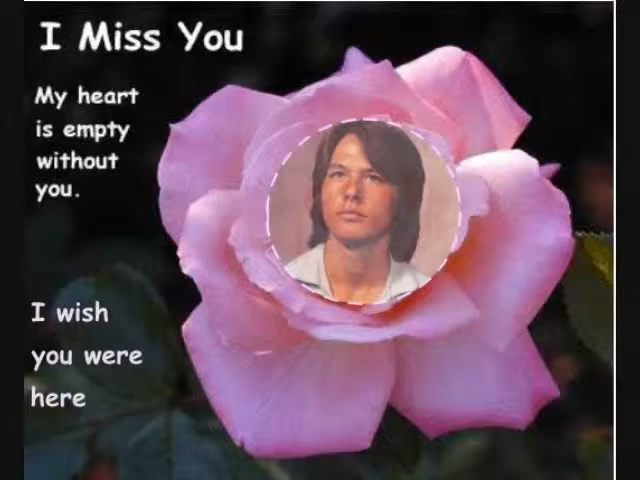 I Miss You
My heart
is empty
without
you.
I wish
you were
here